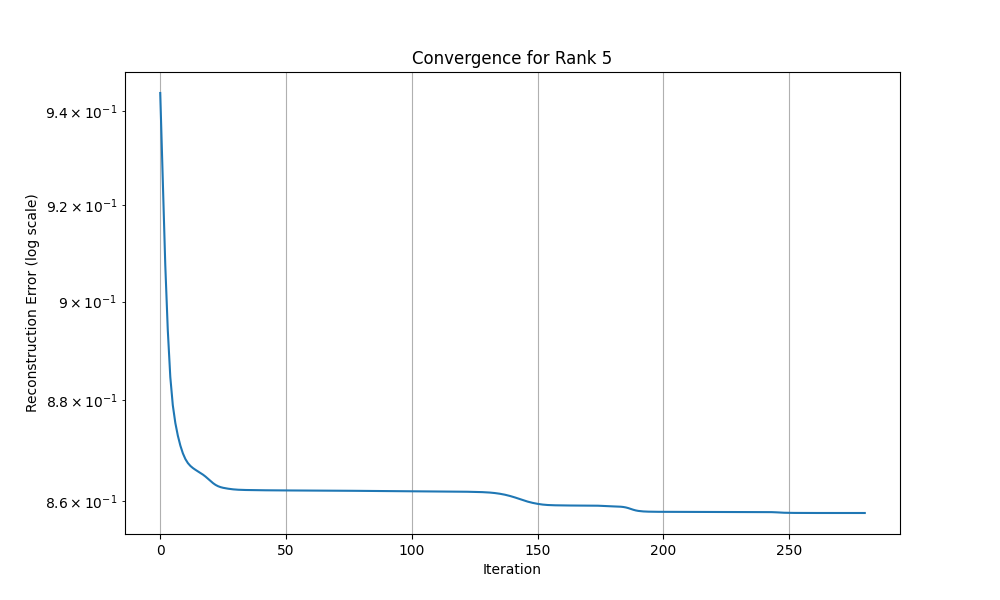 Convergence for Rank 5
Reconstruction Error (log scale)
9.4 × 10⁻¹
9.2 × 10⁻¹
9 × 10⁻¹
8.8 × 10⁻¹
8.6 × 10⁻¹
0 50 100 150 200 250
Iteration